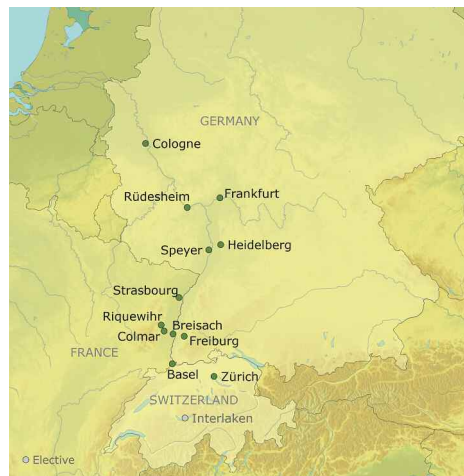 GERMANY
Cologne
Rüdesheim
Frankfurt
Speyer
Heidelberg
Strasbourg
Riquewihr
Breisach
Colmar
Freiburg
FRANCE
Basel
Zürich
SWITZERLAND
Interlaken
Elective